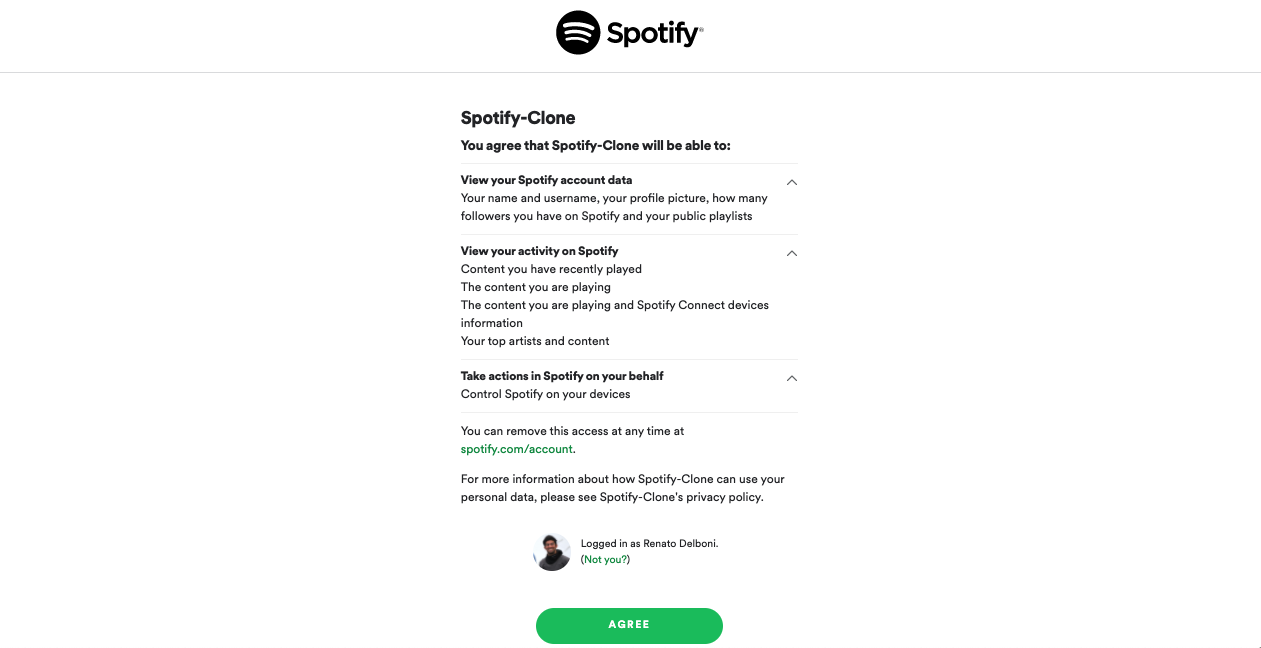 Spotify®
Spotify-Clone
You agree that Spotify-Clone will be able to:
View your Spotify account data
Your name and username, your profile picture, how many
followers you have on Spotify and your public playlists
View your activity on Spotify
Content you have recently played
The content you are playing
The content you are playing and Spotify Connect devices
information
Your top artists and content
Take actions in Spotify on your behalf
Control Spotify on your devices
You can remove this access at any time at
spotify.com/account.
For more information about how Spotify-Clone can use your
personal data, please see Spotify-Clone's privacy policy.
Logged in as Renato Delboni.
(Not you?)
AGREE